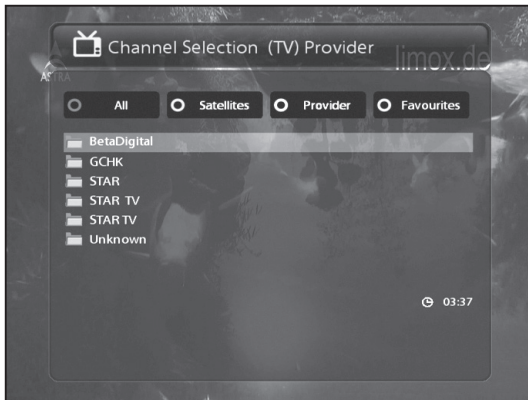 Channel Selection (TV) Provider
limox.de
ASTRA
All Satellites Provider Favourites
BetaDigital
GCHK
STAR
STAR TV
STAR TV
Unknown
03:37